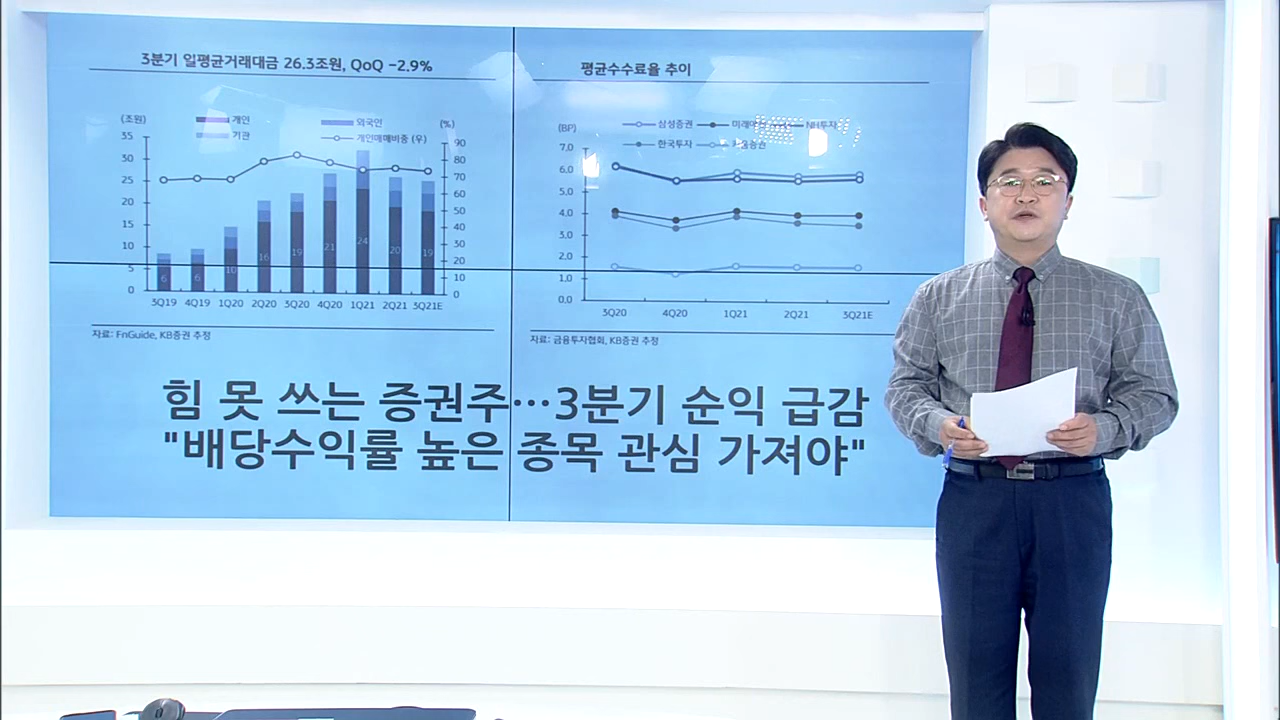 3분기 일평균거래대금 26.3조원, QoQ -2.9%
(조원)
개인
외국인
(%)
기관
개인매매비중 (우)
35
30
25
20
15
10
5
0
90
80
70
60
50
40
30
20
10
0
6
6
10
16
19
21
24
20
19
3Q19 4Q19 1Q20 2Q20 3Q20 4Q20 1Q21 2Q21 3Q21E
자료: FnGuide, KB증권 추정
평균수수료율 추이
(BP)
삼성증권
NH투자
한국투자
7.0
6.0
5.0
4.0
3.0
2.0
1.0
0.0
3Q20 4Q20 1Q21 2Q21 3Q21E
자료: 금융투자협회, KB증권 추정
힘 못 쓰는 증권주…3분기 순익 급감
"배당수익률 높은 종목 관심 가져야"